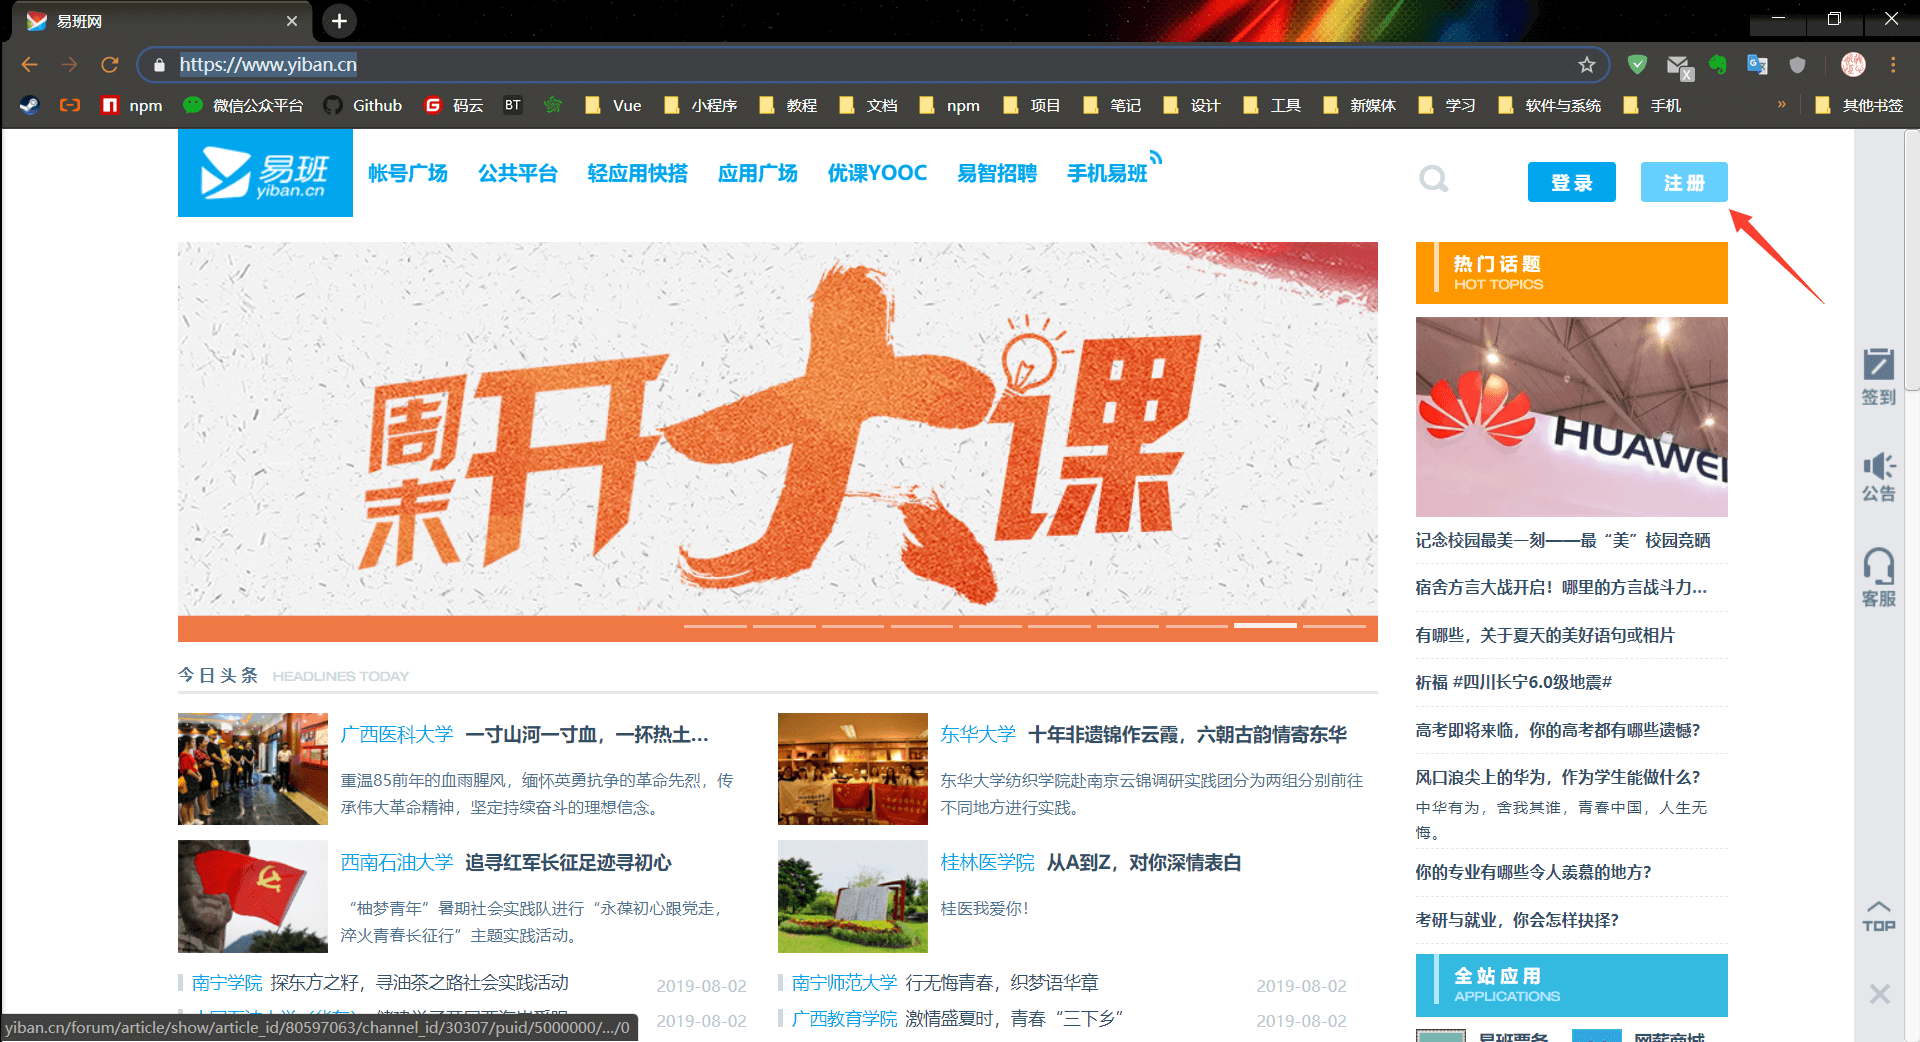 易班网
https://www.yiban.cn
npm
微信公众平台
Github
码云
BT
Vue
小程序
教程
文档
npm
项目
笔记
设计
工具
新媒体
学习
软件与系统
手机
»
其他书签
易班
yiban.cn
帐号广场
公共平台
轻应用快搭
应用广场
优课YOOC
易智招聘
手机易班
登录
注册
周末开大课
热门话题
HOT TOPICS
HUAWEI
记念校园最美一刻——最“美”校园竞晒
宿舍方言大战开启！哪里的方言战斗力...
有哪些，关于夏天的美好语句或相片
祈福 #四川长宁6.0级地震#
高考即将来临，你的高考都有哪些遗憾？
风口浪尖上的华为，作为学生能做什么？
中华有为，舍我其谁，青春中国，人生无
悔。
你的专业有哪些令人羡慕的地方？
考研与就业，你会怎样抉择？
全站应用
APPLICATIONS
易班票务
网薪商城
签到
公告
客服
TOP
今日头条 HEADLINES TODAY
广西医科大学 一寸山河一寸血，一抔热土...
重温85前年的血雨腥风，缅怀英勇抗争的革命先烈，传
承伟大革命精神，坚定持续奋斗的理想信念。
东华大学 十年非遗锦作云霞，六朝古韵情寄东华
东华大学纺织学院赴南京云锦调研实践团分为两组分别前往
不同地方进行实践。
西南石油大学 追寻红军长征足迹寻初心
“柚梦青年”暑期社会实践队进行“永葆初心跟党走，
淬火青春长征行”主题实践活动。
桂林医学院 从A到Z，对你深情表白
桂医我爱你！
南宁学院 探东方之籽，寻油茶之路社会实践活动 2019-08-02
南宁师范大学 行无悔青春，织梦语华章 2019-08-02
2019-08-02
广西教育学院 激情盛夏时，青春“三下乡” 2019-08-02
yiban.cn/forum/article/show/article_id/80597063/channel_id/30307/puid/5000000/.../0